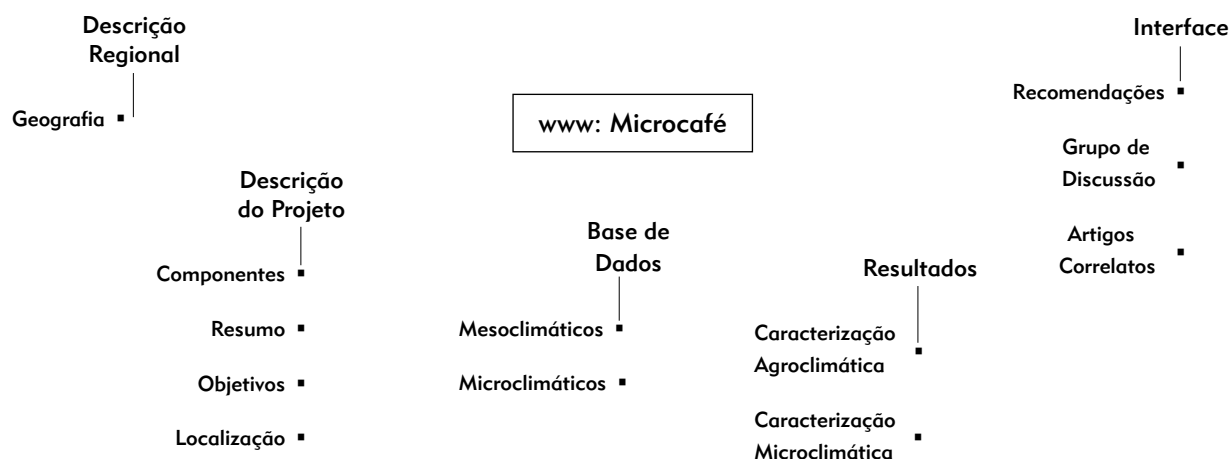 Descrição
Regional
Geografia
www: Microcafé
Interface
Recomendações
Grupo de
Discussão
Artigos
Correlatos
Descrição
do Projeto
Componentes
Resumo
Objetivos
Localização
Base de
Dados
Mesoclimáticos
Microclimáticos
Resultados
Caracterização
Agroclimática
Caracterização
Microclimática